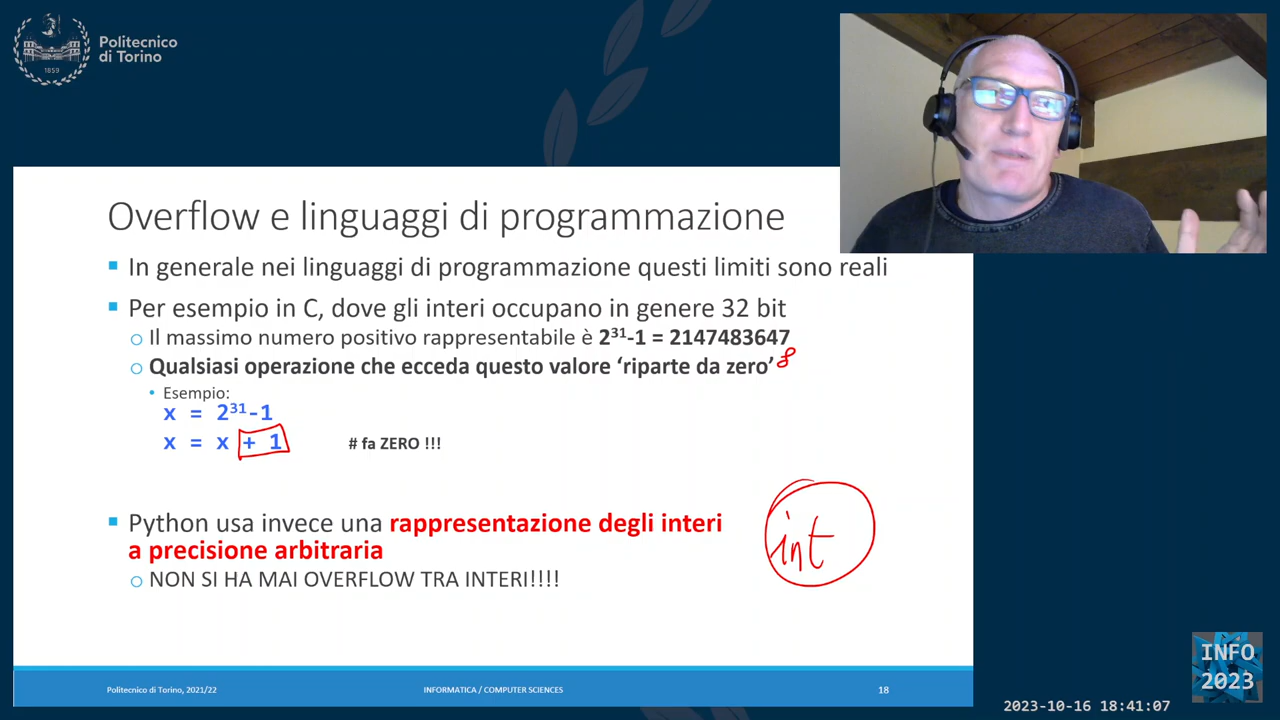 Politecnico
di Torino
1859
Overflow e linguaggi di programmazione
In generale nei linguaggi di programmazione questi limiti sono reali
Per esempio in C, dove gli interi occupano in genere 32 bit
Il massimo numero positivo rappresentabile è 2³¹-1 = 2147483647
Qualsiasi operazione che ecceda questo valore ‘riparte da zero’
Esempio:
x = 2³¹-1
x = x + 1 # fa ZERO !!!
Python usa invece una rappresentazione degli interi
a precisione arbitraria
int
NON SI HA MAI OVERFLOW TRA INTERI!!!!
Politecnico di Torino, 2021/22 INFORMATICA / COMPUTER SCIENCES 18
INFO
2023
2023-10-16 18:41:07